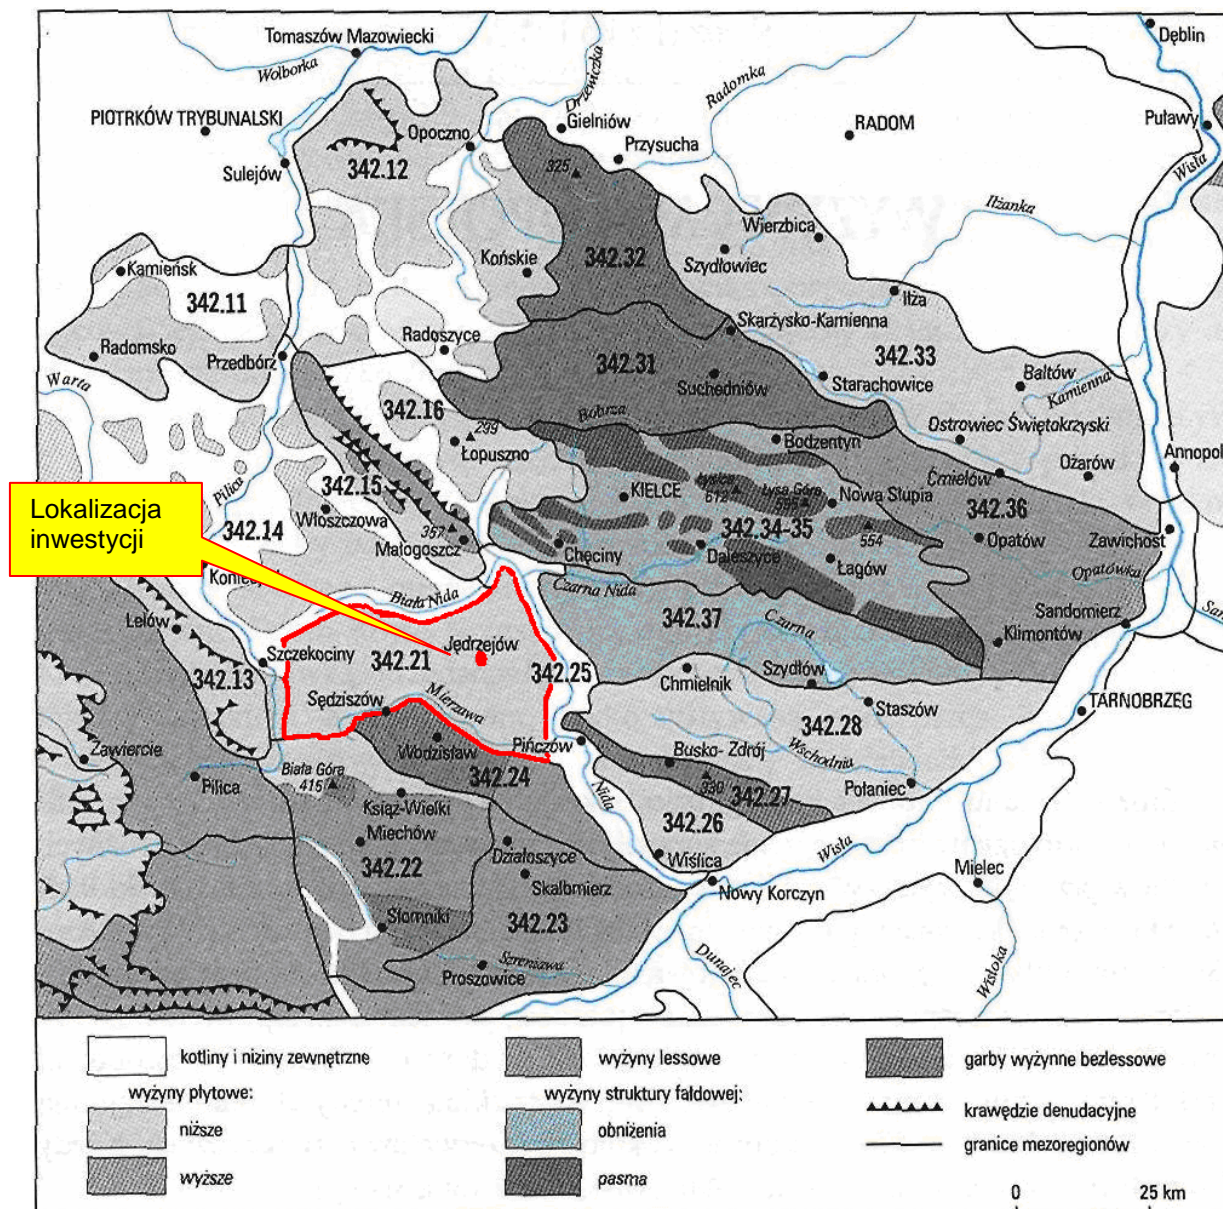 Tomaszów Mazowiecki
Wolborka
Dęblin
PIOTRKÓW TRYBUNALSKI
Drzewiczka
Radomka
Opoczno
Gielniów
RADOM
Puławy
342.12
325
Przysucha
Sulejów
Wisła
Iłżanka
Wierzbica
Końskie
342.32
Szydłowiec
Kamieńsk
342.11
Iłża
Radoszyce
Skarżysko-Kamienna
Radomsko
Przedbórz
342.31
342.33
Warta
Suchedniów
Starachowice
Bałtów
Kamienna
342.16
Bobrza
299
Łopuszno
Bodzentyn
Ostrowiec Świętokrzyski
Annopol
Pilica
342.15
KIELCE
Łysica
612
Łysa Góra
595
Nowa Słupia
Ćmielów
Ożarów
Lokalizacja
inwestycji
Włoszczowa
342.36
342.14
357
Małogoszcz
Chęciny
Daleszyce
342.34-35
554
Opatów
Zawichost
Łagów
Opatówka
Biała Nida
Czarna Nida
Lelów
342.37
Czarna
Sandomierz
Klimontów
Jędrzejów
Szczekociny
342.21
342.25
342.13
Chmielnik
Szydłów
Sędziszów
Mierzawa
Staszów
TARNOBRZEG
342.28
Zawiercie
Wodzisław
Pińczów
Busko-Zdrój
Wschodnia
Pilica
Biała Góra
415
342.24
330
342.27
Połaniec
Książ-Wielki
Nida
Miechów
342.26
342.22
Działoszyce
Wiślica
Wisła
Skalbmierz
Mielec
Nowy Korczyn
Słomniki
342.23
Proszowice
Szreniawa
Dunajec
Wisłoka
kotliny i niziny zewnętrzne
wyżyny lessowe
garby wyżynne bezlessowe
wyżyny płytowe:
wyżyny struktury fałdowej:
niższe
obniżenia
krawędzie denudacyjne
granice mezoregionów
wyższe
pasma
0
25 km